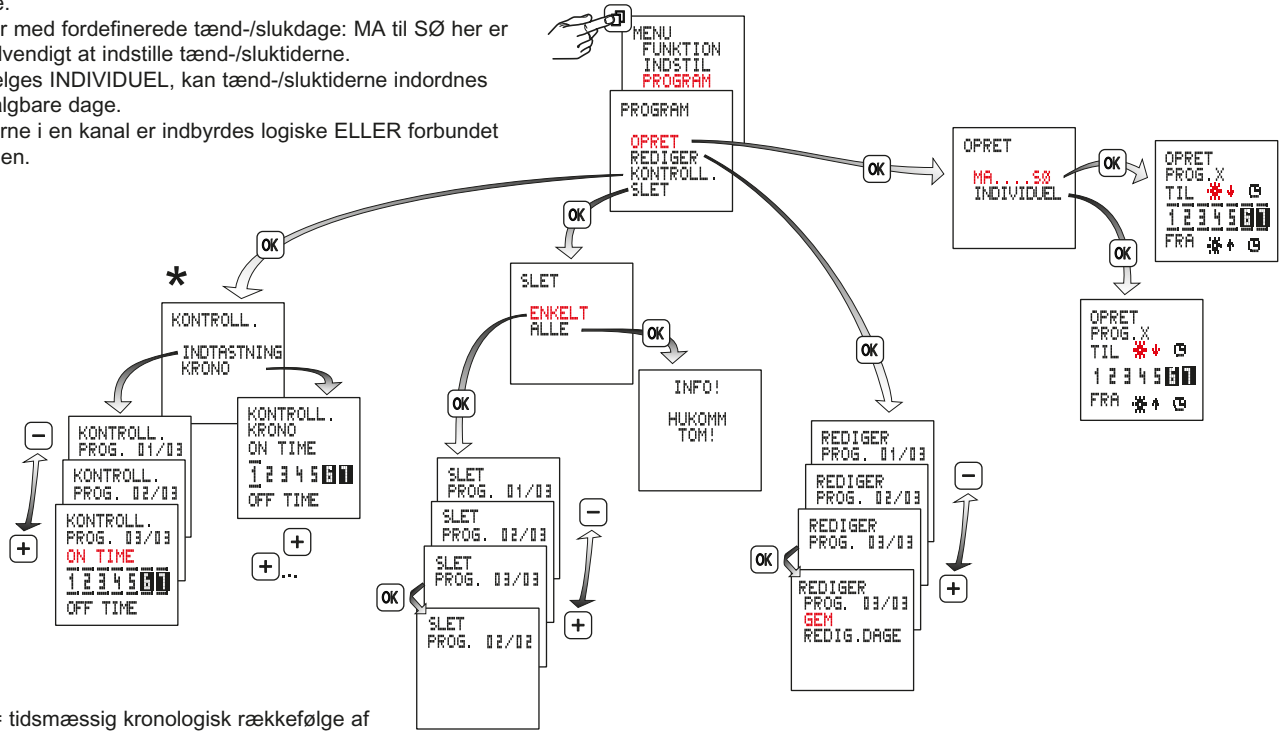 e.
r med fordefinerede tænd-/slukdage: MA til SØ her er
dvendigt at indstille tænd-/sluktiderne.
elges INDIVIDUEL, kan tænd-/sluktiderne indordnes
algbare dage.
erne i en kanal er indbyrdes logiske ELLER forbundet
en.
MENU
FUNKTION
INDSTIL
PROGRAM
PROGRAM
OPRET
REDIGER
KONTROLL.
SLET
OK
OK
OK
OK
OPRET
MA....SØ
INDIVIDUEL
OK
OK
OPRET
PROG.X
TIL
1 2 3 4 5 6 7
FRA
OPRET
PROG.X
TIL
1 2 3 4 5 6 7
FRA
*
KONTROLL.
INDTASTNING
KRONO
KONTROLL.
PROG. 01/03
KONTROLL.
PROG. 02/03
KONTROLL.
PROG. 03/03
ON TIME
1 2 3 4 5 6 7
OFF TIME
−
+
KONTROLL.
KRONO
ON TIME
1 2 3 4 5 6 7
OFF TIME
+
+...
SLET
ENKELT
ALLE
OK
OK
INFO!
HUKOMM
TOM!
SLET
PROG. 01/03
SLET
PROG. 02/03
SLET
PROG. 03/03
OK
SLET
PROG. 02/02
−
+
REDIGER
PROG. 01/03
REDIGER
PROG. 02/03
REDIGER
PROG. 03/03
OK
REDIGER
PROG. 03/03
GEM
REDIG.DAGE
−
+
= tidsmæssig kronologisk rækkefølge af